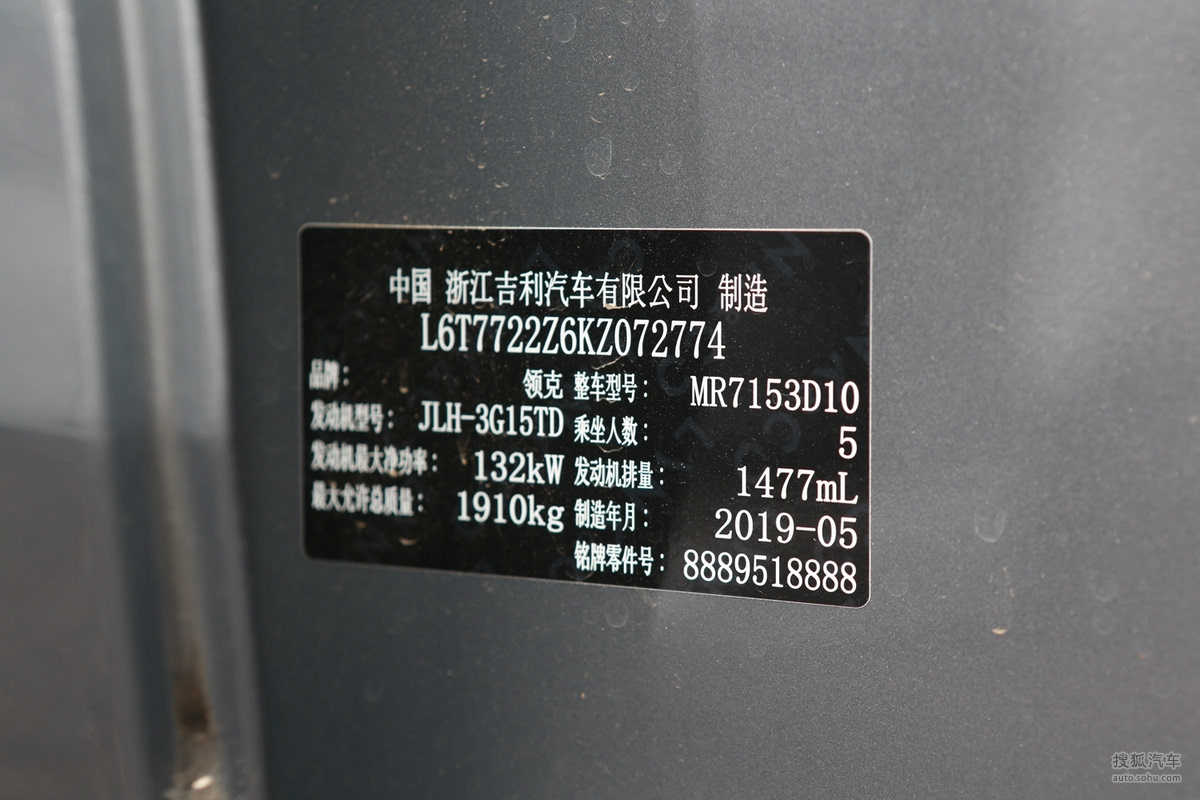 中国 浙江吉利汽车有限公司 制造
L6T7722Z6KZ072774
品牌： 领克 整车型号： MR7153D10
发动机型号： JLH-3G15TD 乘坐人数： 5
发动机最大净功率： 132kW 发动机排量： 1477mL
最大允许总质量： 1910kg 制造年月： 2019-05
铭牌零件号： 8889518888
搜狐汽车
auto.sohu.com